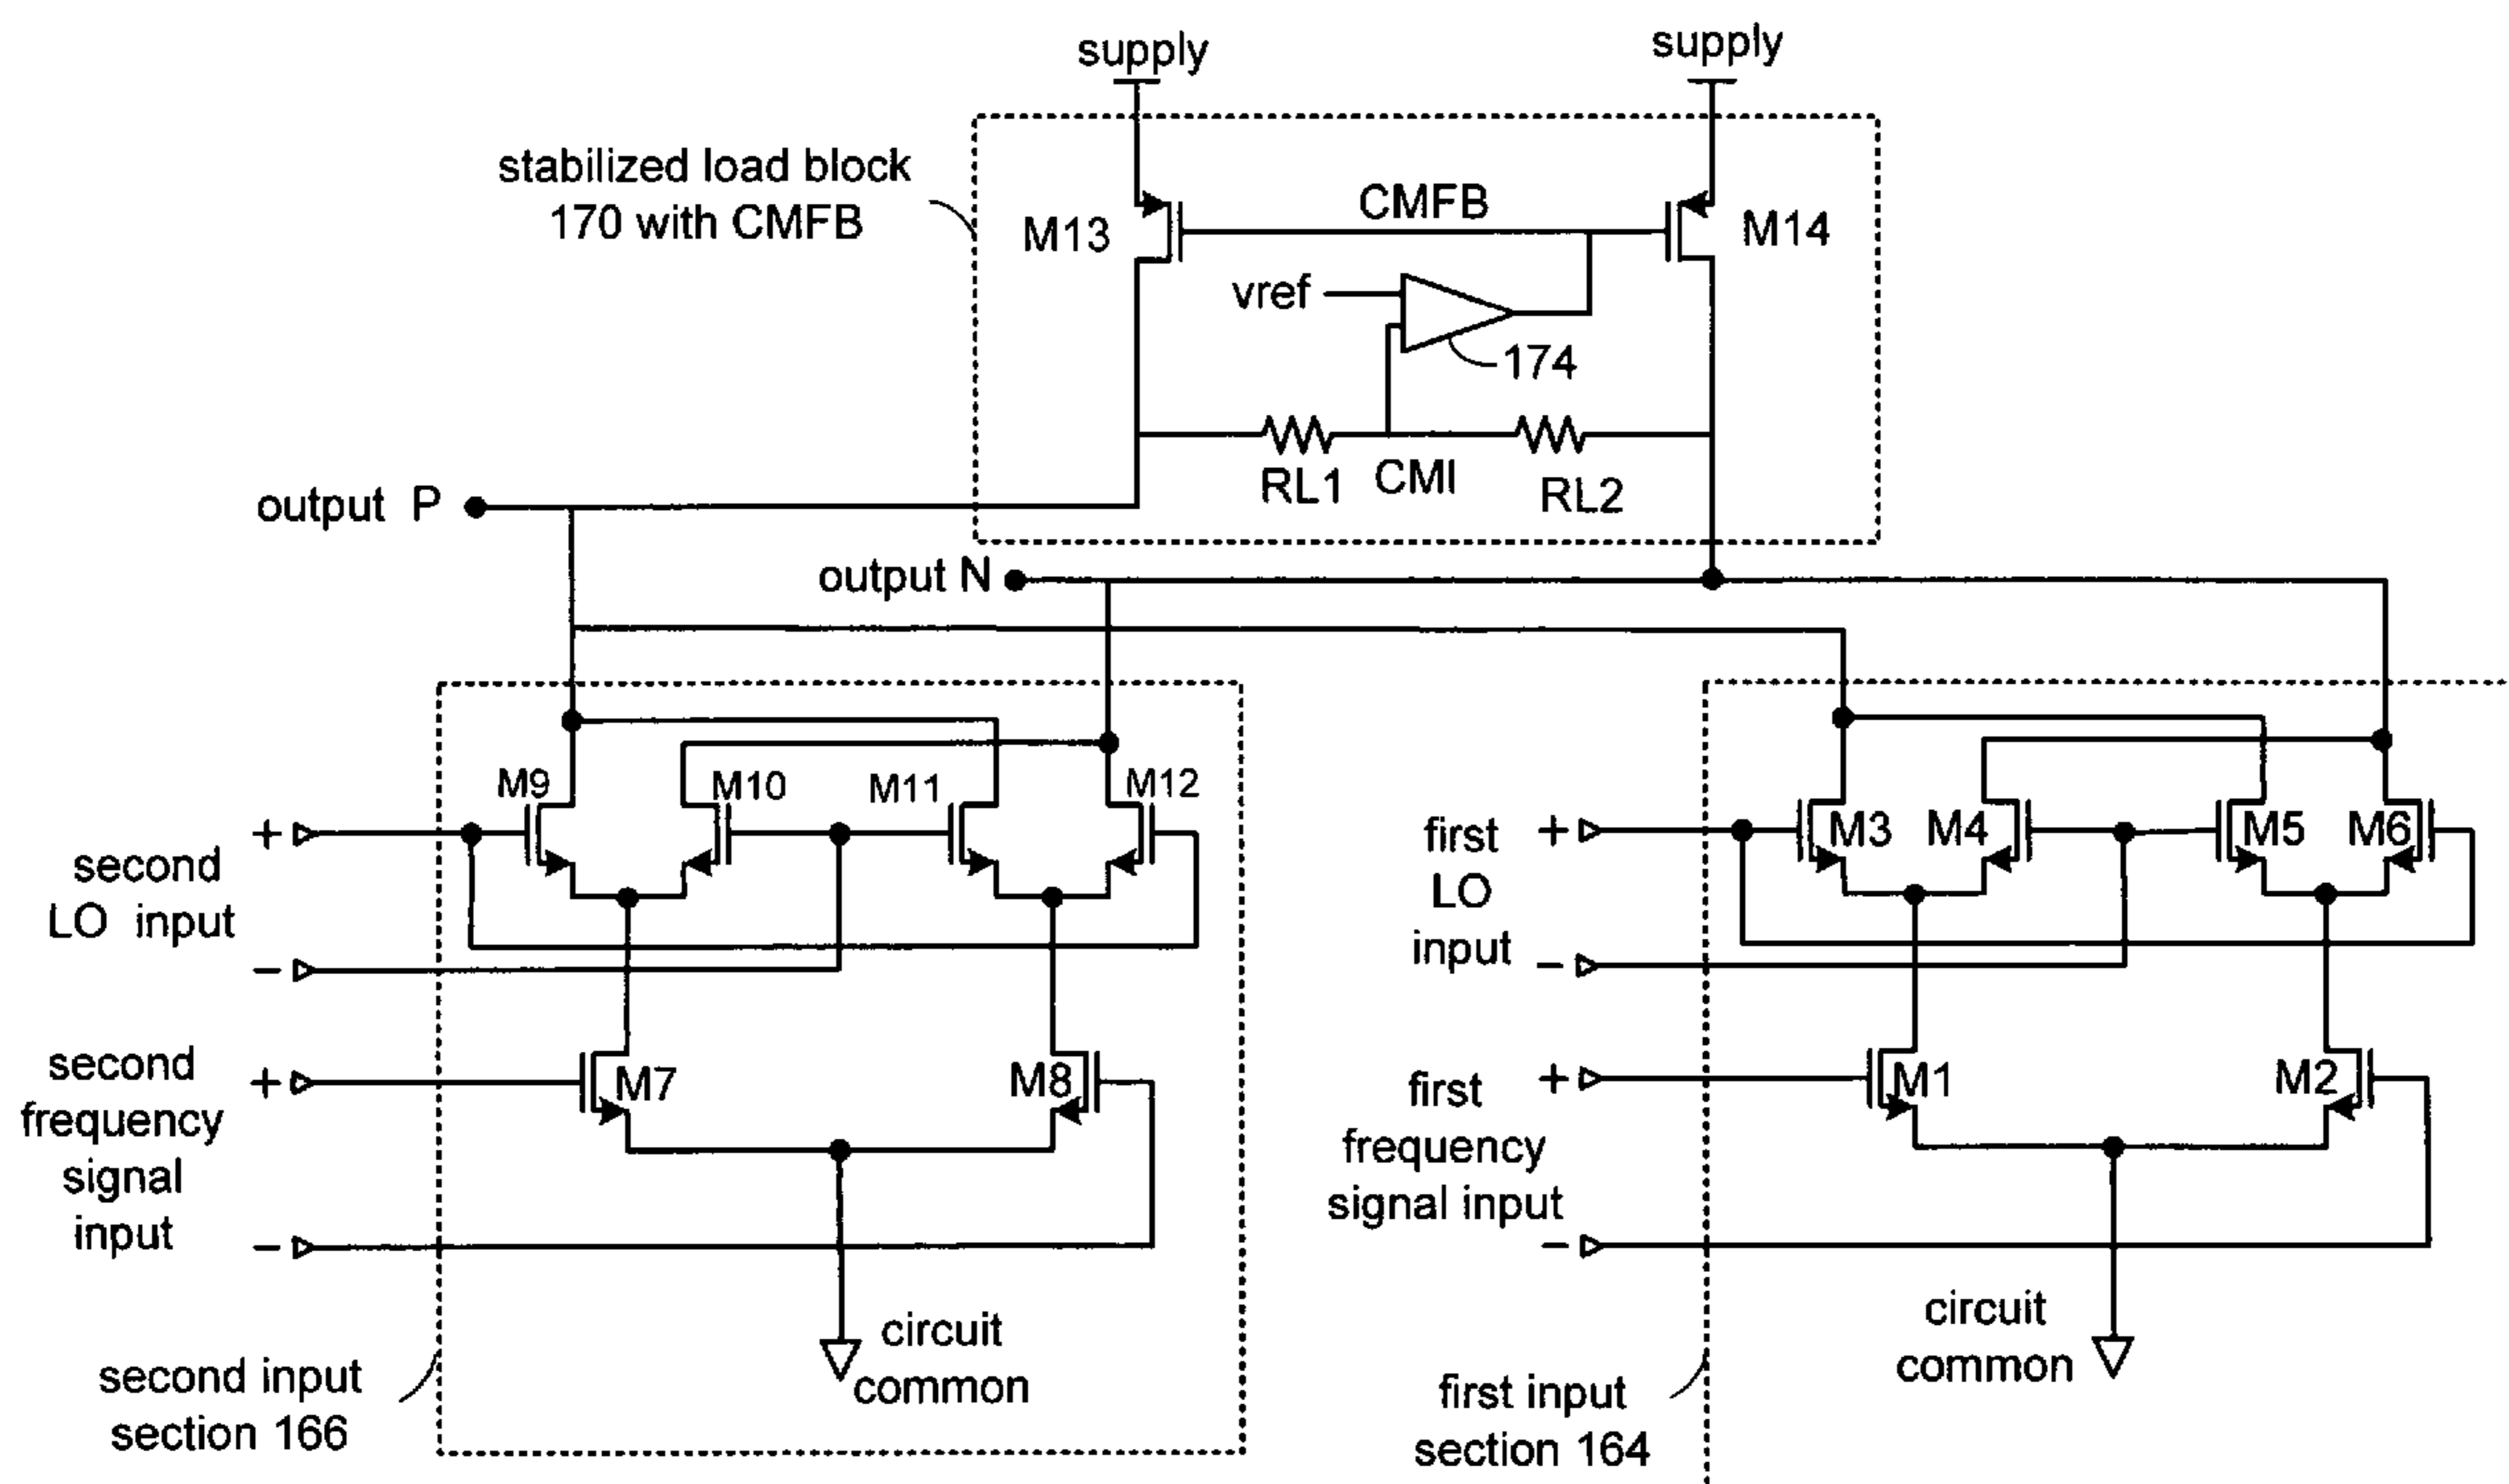 supply
supply
stabilized load block
170 with CMFB
CMFB
M13
M14
vref
174
RL1
CMI
RL2
output P
output N
M9
M10
M11
M12
+
second
LO input
−
first
LO
input
+
−
M3
M4
M5
M6
second
frequency
signal
input
+
−
M7
M8
first
frequency
signal input
+
−
M1
M2
circuit
common
circuit
common
second input
section 166
first input
section 164